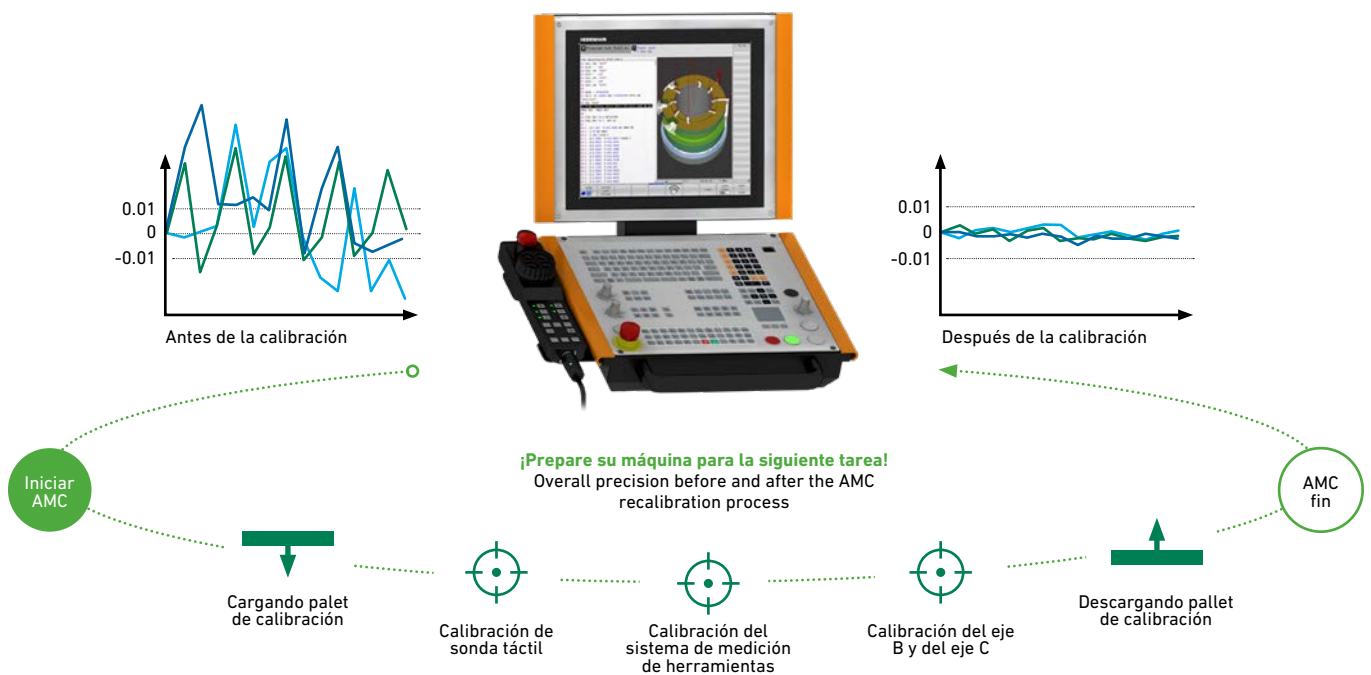 0.01
0
-0.01
Antes de la calibración
0.01
0
-0.01
Después de la calibración
Iniciar
AMC
¡Prepare su máquina para la siguiente tarea!
Overall precision before and after the AMC
recalibration process
AMC
fin
Cargando palet
de calibración
Calibración de
sonda táctil
Calibración del
sistema de medición
de herramientas
Calibración del eje
B y del eje C
Descargando pallet
de calibración